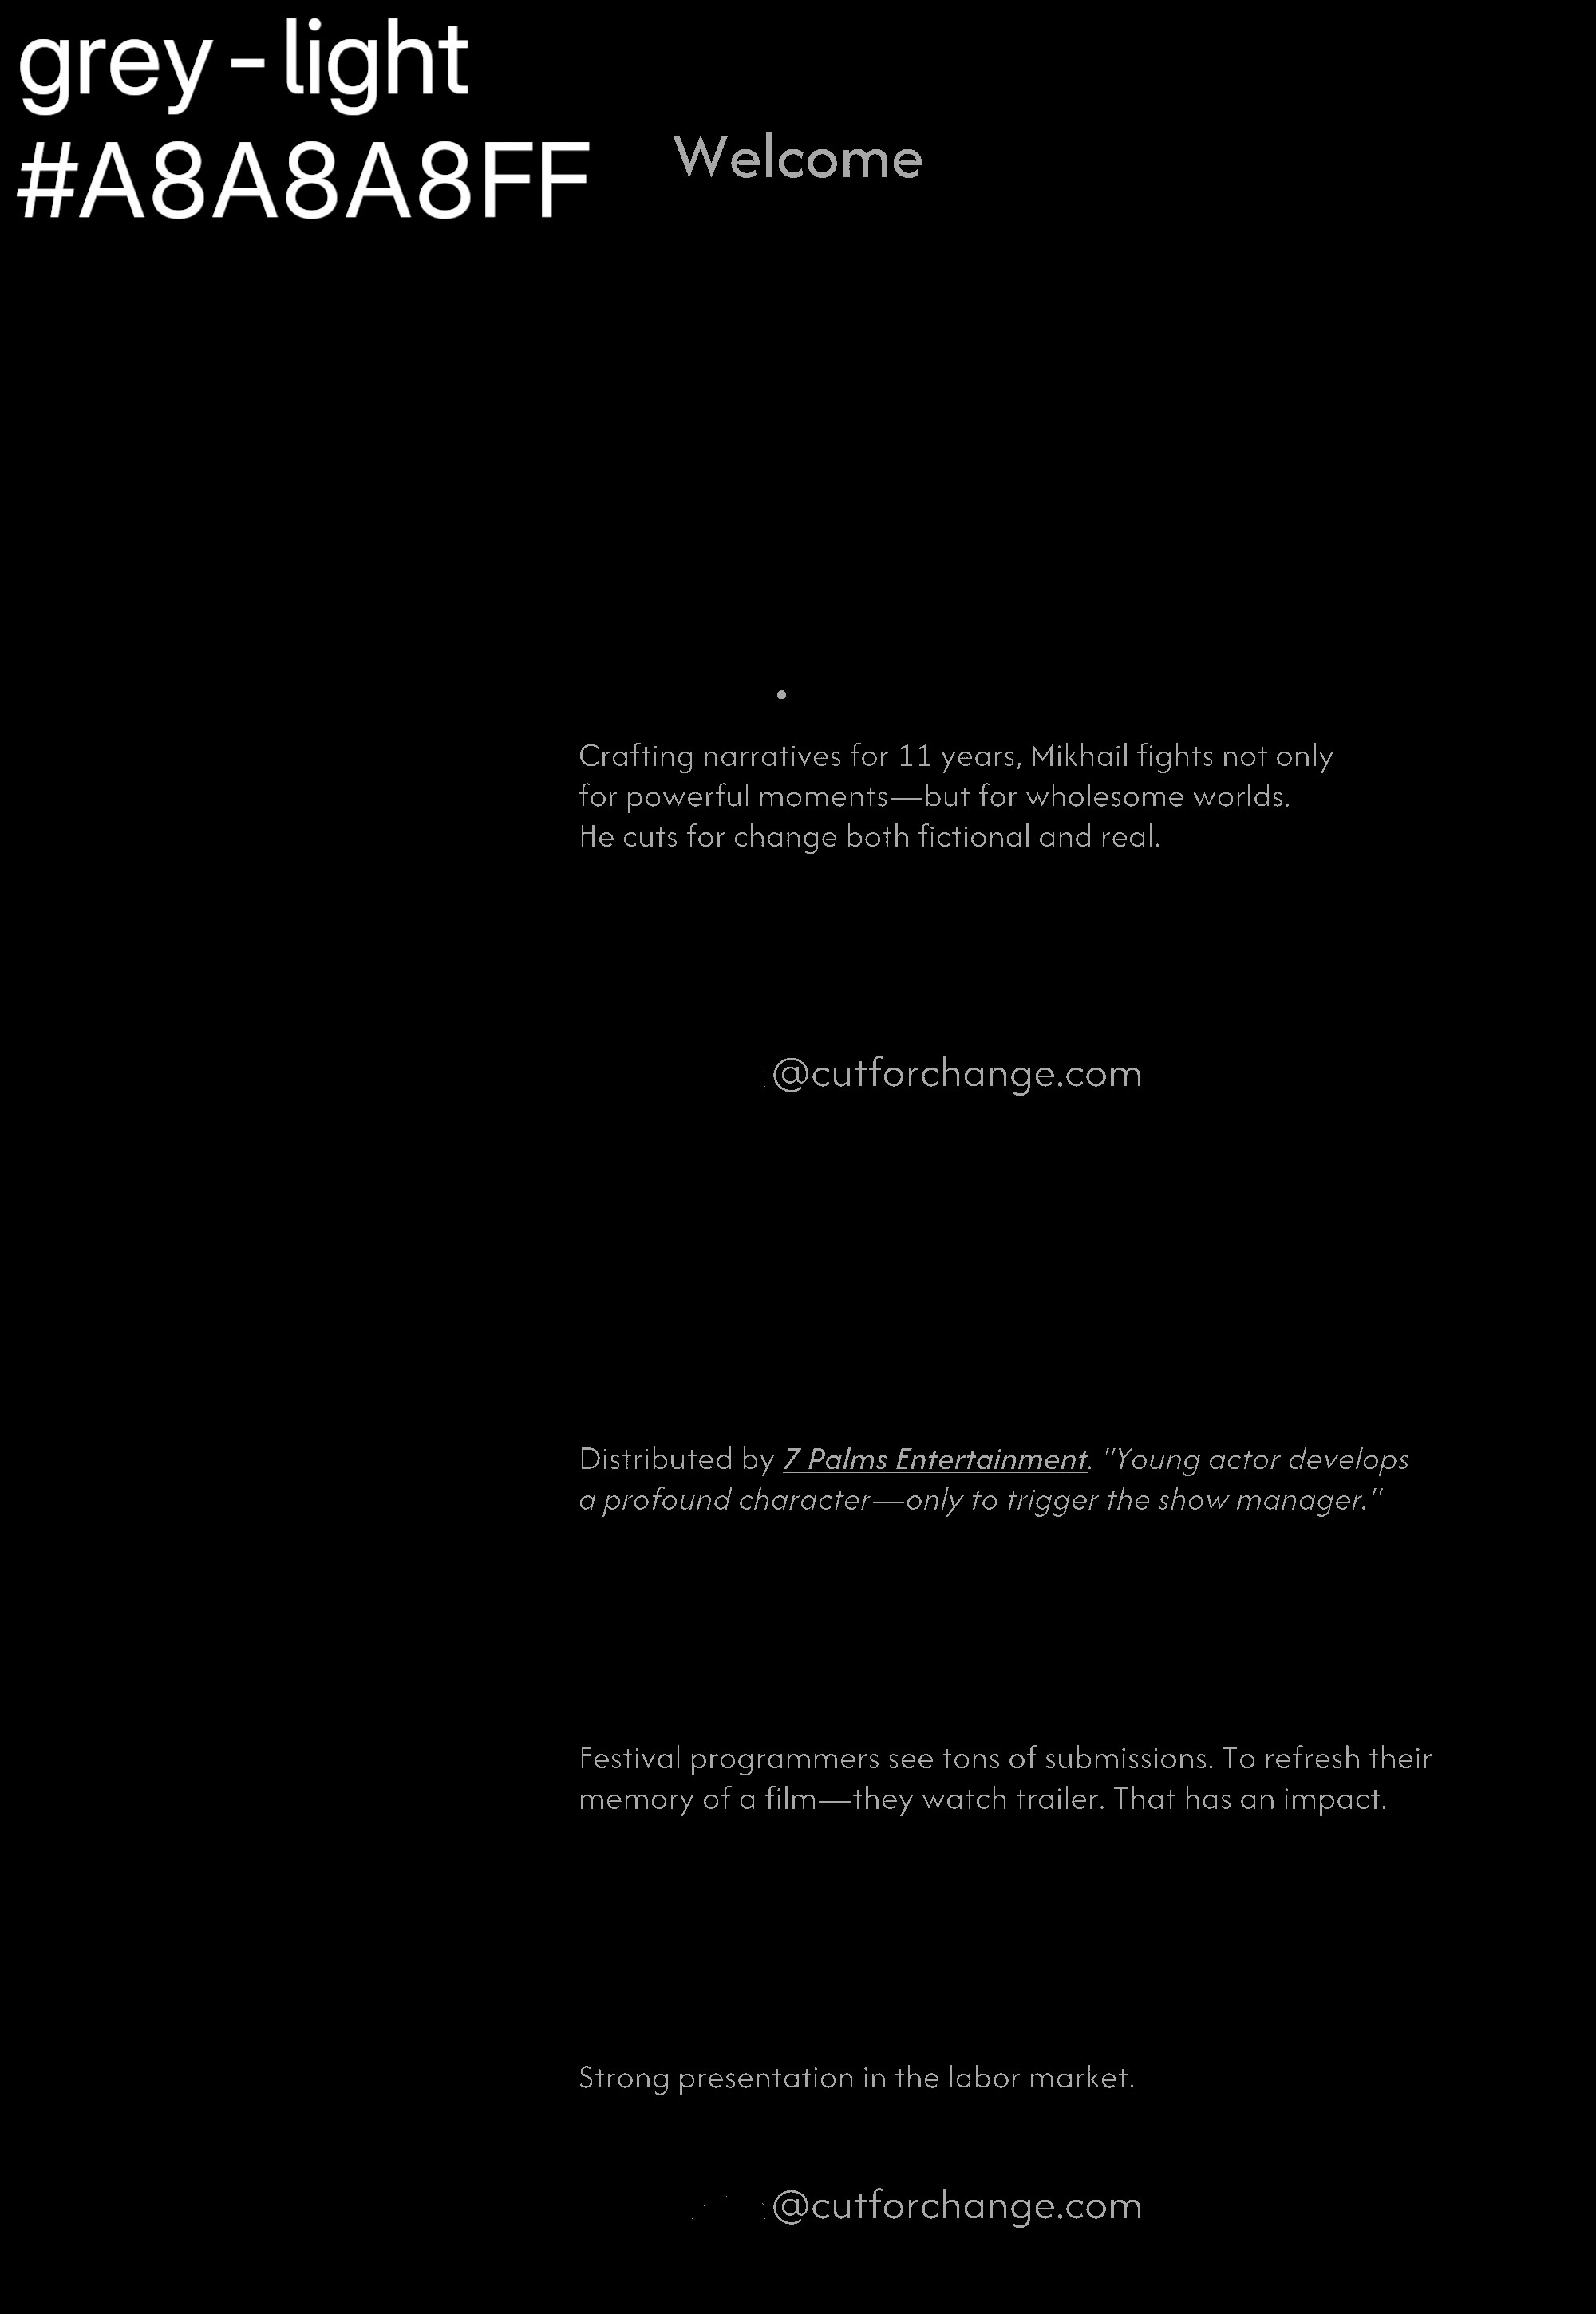 grey-light
#A8A8A8FF
Welcome
Crafting narratives for 11 years, Mikhail fights not only
for powerful moments—but for wholesome worlds.
He cuts for change both fictional and real.
@cutforchange.com
Distributed by 7 Palms Entertainment. "Young actor develops
a profound character—only to trigger the show manager."
Festival programmers see tons of submissions. To refresh their
memory of a film—they watch trailer. That has an impact.
Strong presentation in the labor market.
@cutforchange.com